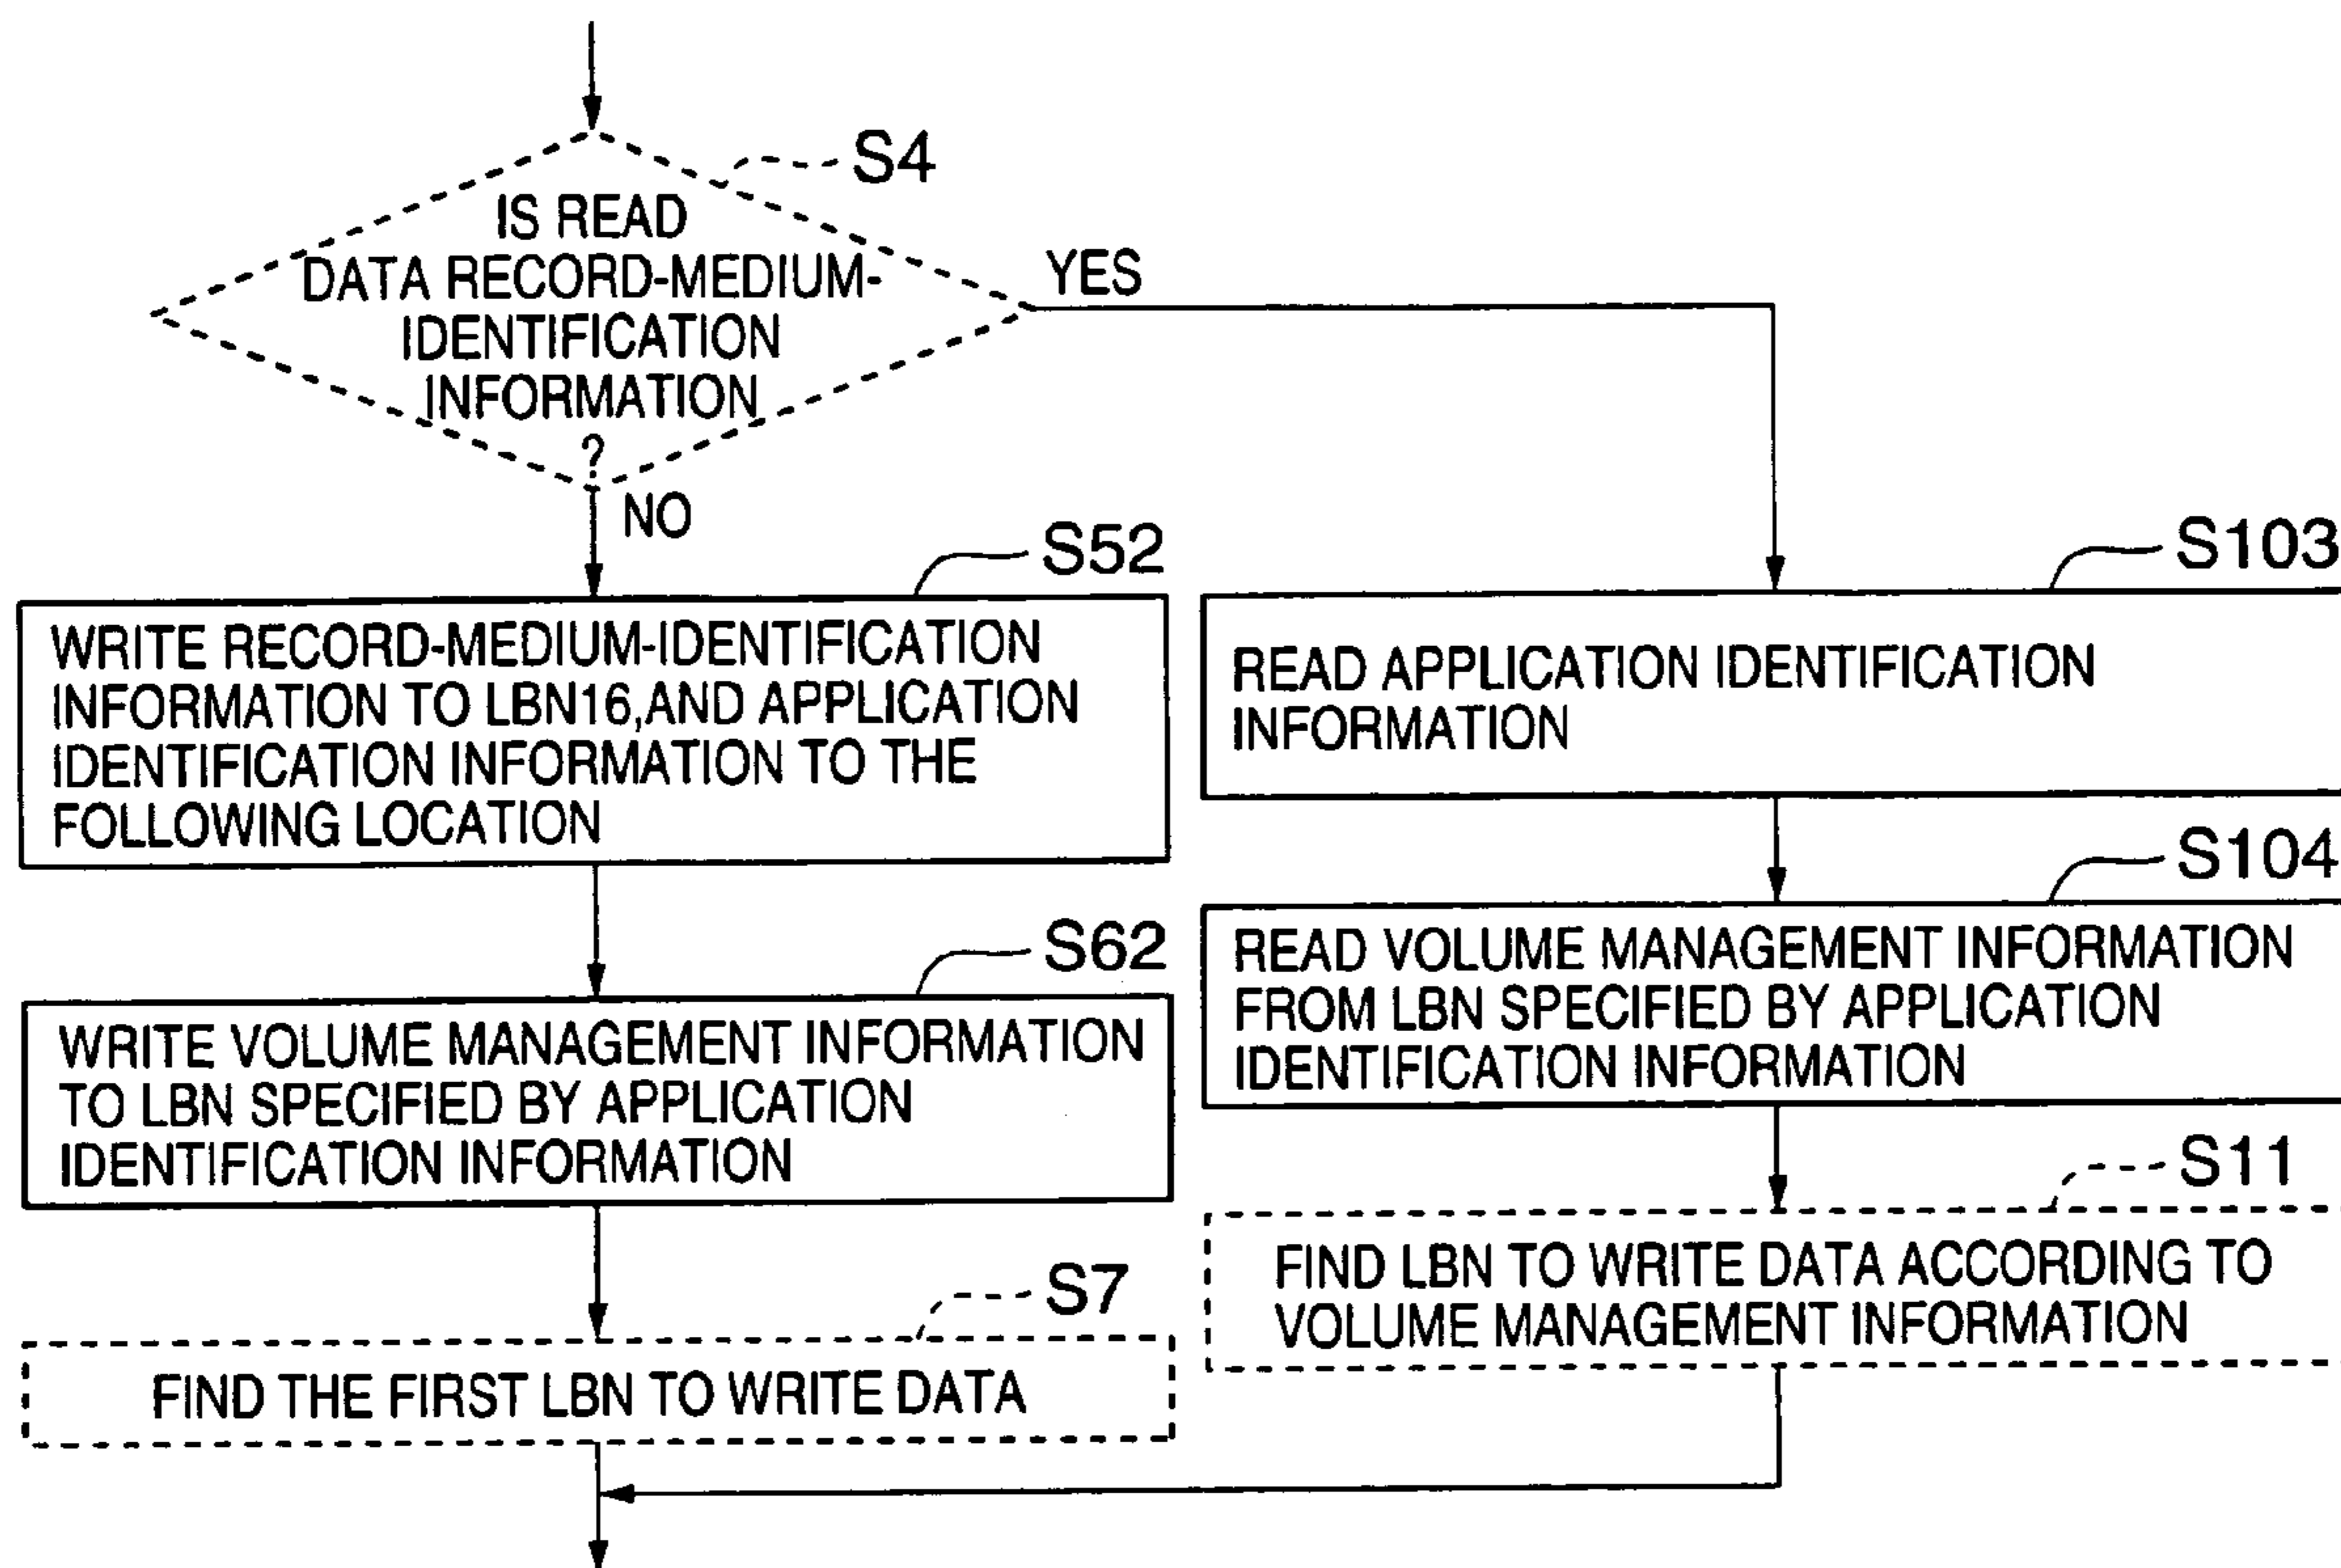 S4
IS READ
DATA RECORD-MEDIUM-
IDENTIFICATION
INFORMATION
?
YES
NO
S52
WRITE RECORD-MEDIUM-IDENTIFICATION
INFORMATION TO LBN16,AND APPLICATION
IDENTIFICATION INFORMATION TO THE
FOLLOWING LOCATION
S103
READ APPLICATION IDENTIFICATION
INFORMATION
S62
WRITE VOLUME MANAGEMENT INFORMATION
TO LBN SPECIFIED BY APPLICATION
IDENTIFICATION INFORMATION
S104
READ VOLUME MANAGEMENT INFORMATION
FROM LBN SPECIFIED BY APPLICATION
IDENTIFICATION INFORMATION
S7
FIND THE FIRST LBN TO WRITE DATA
S11
FIND LBN TO WRITE DATA ACCORDING TO
VOLUME MANAGEMENT INFORMATION